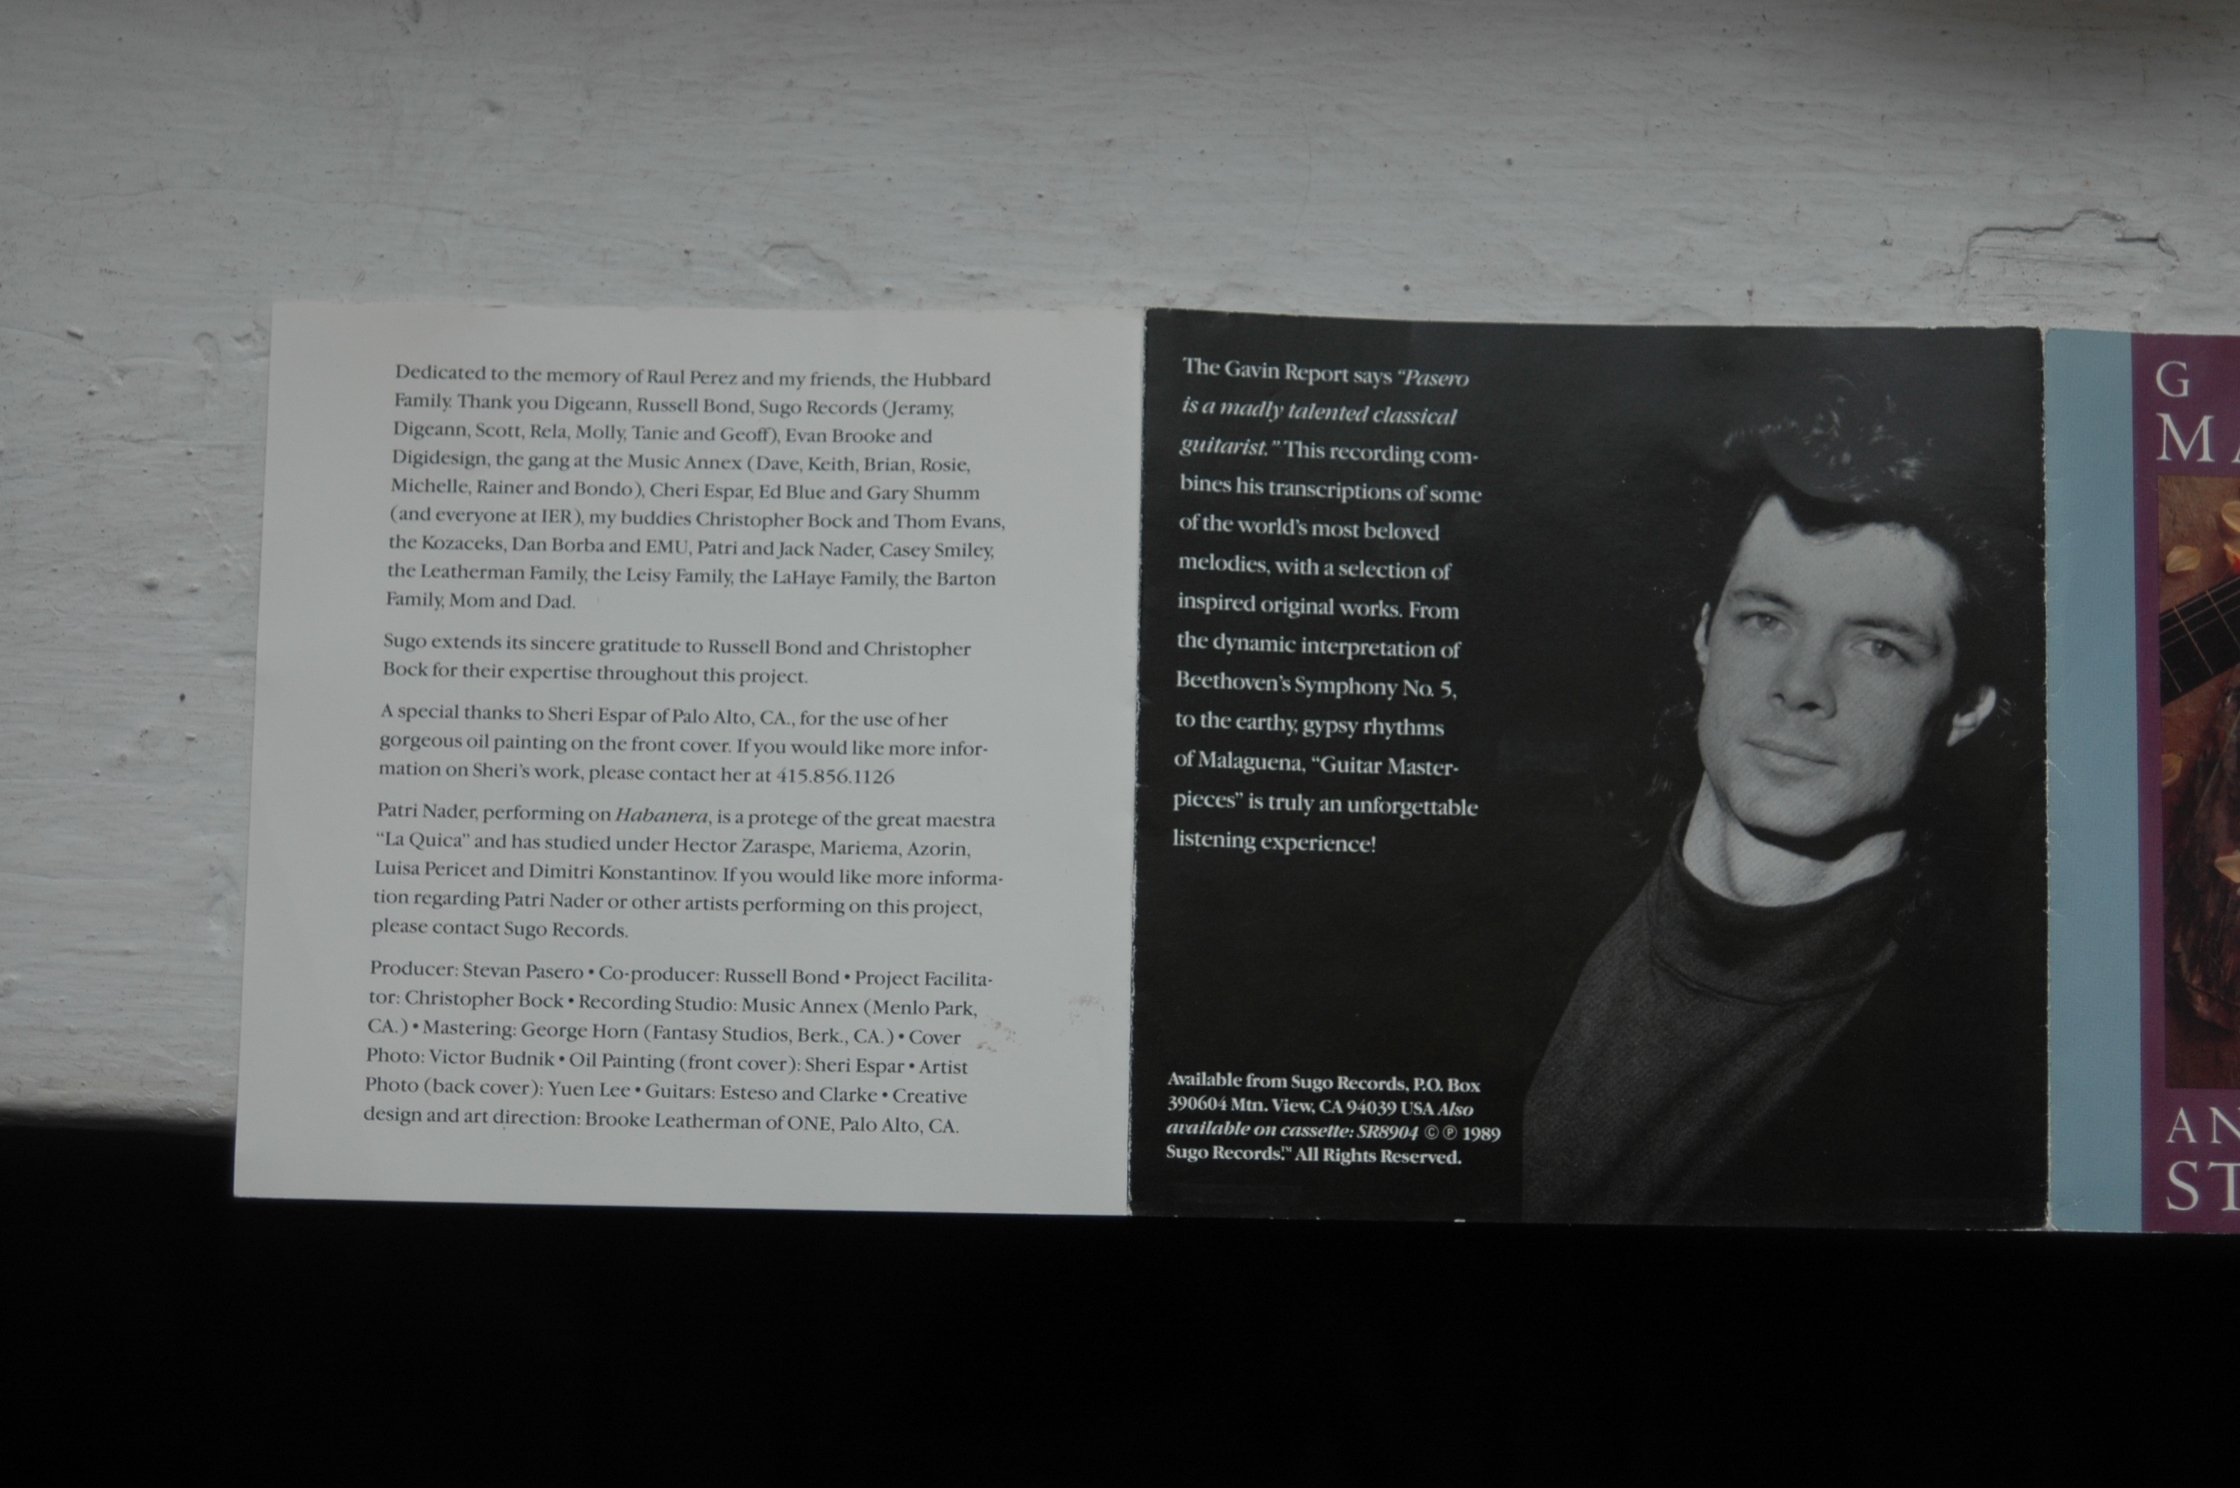 Dedicated to the memory of Raul Perez and my friends, the Hubbard
Family. Thank you Digeann, Russell Bond, Sugo Records (Jeramy,
Digeann, Scott, Rela, Molly, Tanie and Geoff), Evan Brooke and
Digidesign, the gang at the Music Annex (Dave, Keith, Brian, Rosie,
Michelle, Rainer and Bondo), Cheri Espar, Ed Blue and Gary Shumm
(and everyone at IER), my buddies Christopher Bock and Thom Evans,
the Kozaceks, Dan Borba and EMU, Patri and Jack Nader, Casey Smiley,
the Leatherman Family, the Leisy Family, the LaHaye Family, the Barton
Family, Mom and Dad.
Sugo extends its sincere gratitude to Russell Bond and Christopher
Bock for their expertise throughout this project.
A special thanks to Sheri Espar of Palo Alto, CA., for the use of her
gorgeous oil painting on the front cover. If you would like more infor-
mation on Sheri's work, please contact her at 415.856.1126
Patri Nader, performing on Habanera, is a protege of the great maestra
“La Quica” and has studied under Hector Zaraspe, Mariema, Azorin,
Luisa Pericet and Dimitri Konstantinov. If you would like more informa-
tion regarding Patri Nader or other artists performing on this project,
please contact Sugo Records.
Producer: Stevan Pasero • Co-producer: Russell Bond • Project Facilita-
tor: Christopher Bock • Recording Studio: Music Annex (Menlo Park,
CA.) • Mastering: George Horn (Fantasy Studios, Berk., CA.) • Cover
Photo: Victor Budnik • Oil Painting (front cover): Sheri Espar • Artist
Photo (back cover): Yuen Lee • Guitars: Esteso and Clarke • Creative
design and art direction: Brooke Leatherman of ONE, Palo Alto, CA.
The Gavin Report says “Pasero
is a madly talented classical
guitarist.” This recording com-
bines his transcriptions of some
of the world's most beloved
melodies, with a selection of
inspired original works. From
the dynamic interpretation of
Beethoven's Symphony No. 5,
to the earthy, gypsy rhythms
of Malaguena, “Guitar Master-
pieces” is truly an unforgettable
listening experience!
Available from Sugo Records, P.O. Box
390604 Mtn. View, CA 94039 USA Also
available on cassette: SR8904 © ℗ 1989
Sugo Records.™ All Rights Reserved.
G
MA
AN
ST